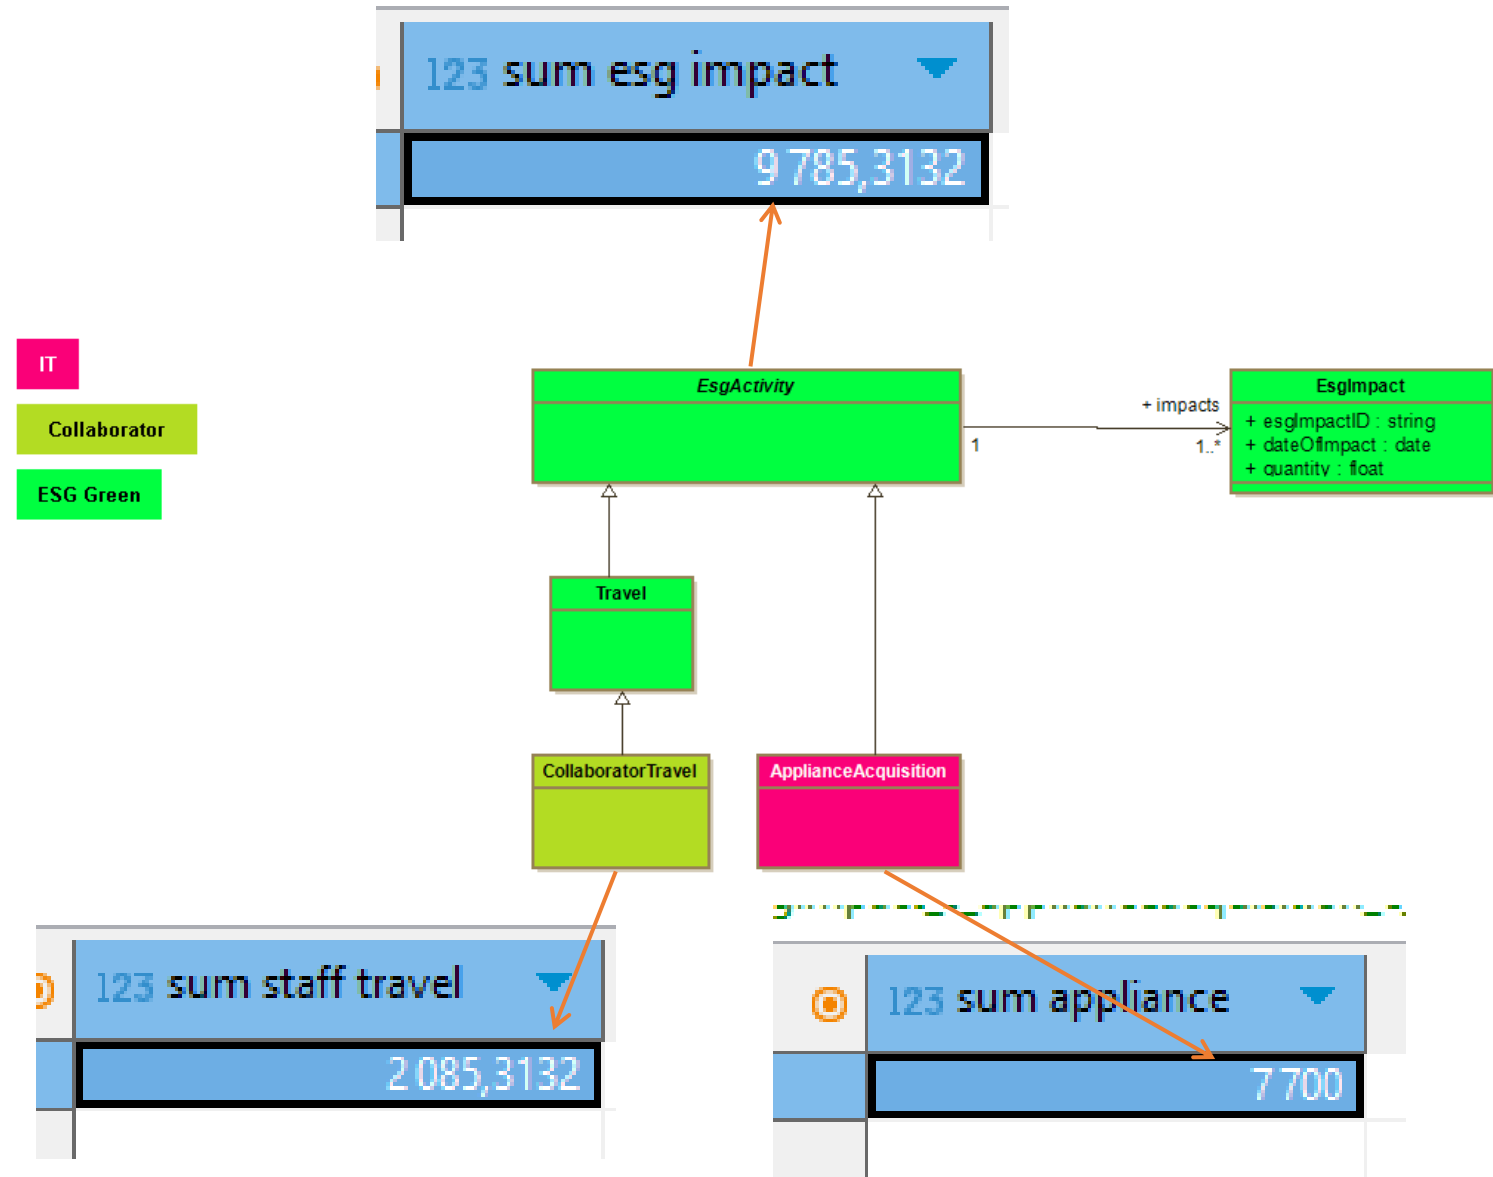 123 sum esg impact
9 785,3132
IT
Collaborator
ESG Green
EsgActivity
+ impacts
1
1..*
EsgImpact
+ esgImpactID : string
+ dateOfImpact : date
+ quantity : float
Travel
CollaboratorTravel
ApplianceAcquisition
123 sum staff travel
2 085,3132
123 sum appliance
7 700